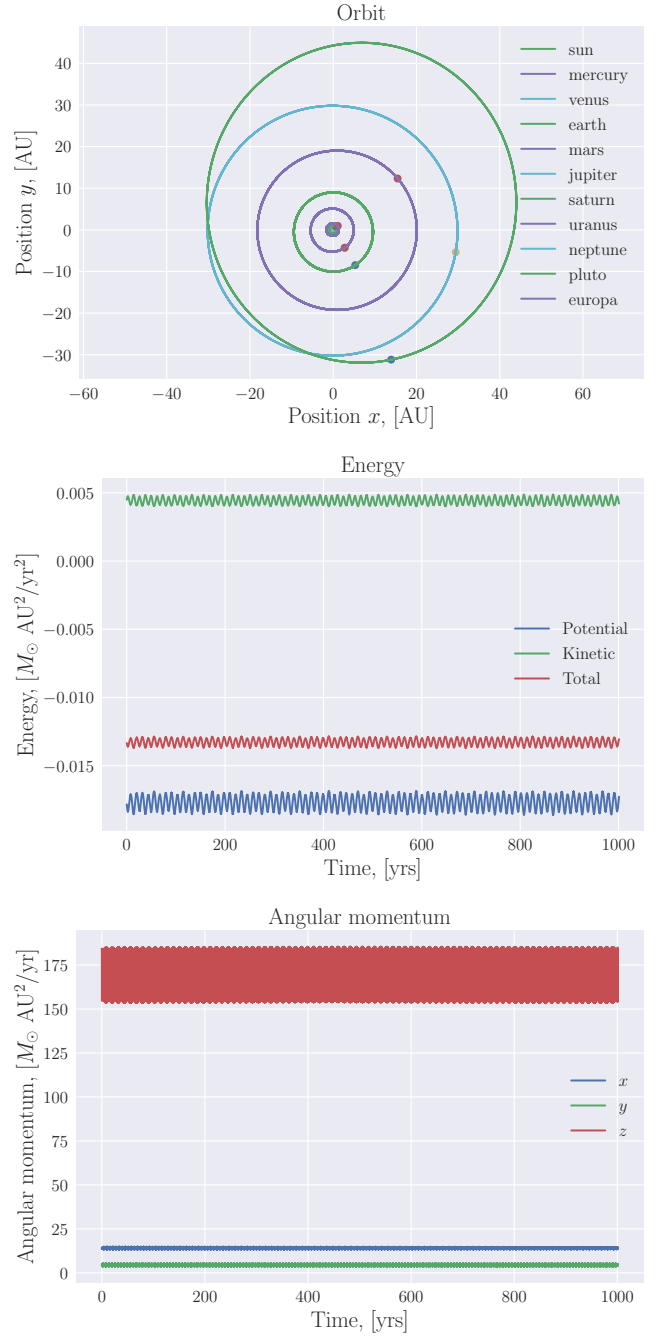 Orbit
Position y, [AU]
40
30
20
10
0
−10
−20
−30
−60
−40
−20
0
20
40
60
Position x, [AU]
sun
mercury
venus
earth
mars
jupiter
saturn
uranus
neptune
pluto
europa
Energy
Energy, [M⊙ AU²/yr²]
0.005
0.000
−0.005
−0.010
−0.015
0
200
400
600
800
1000
Time, [yrs]
Potential
Kinetic
Total
Angular momentum
Angular momentum, [M⊙ AU²/yr]
175
150
125
100
75
50
25
0
0
200
400
600
800
1000
Time, [yrs]
x
y
z